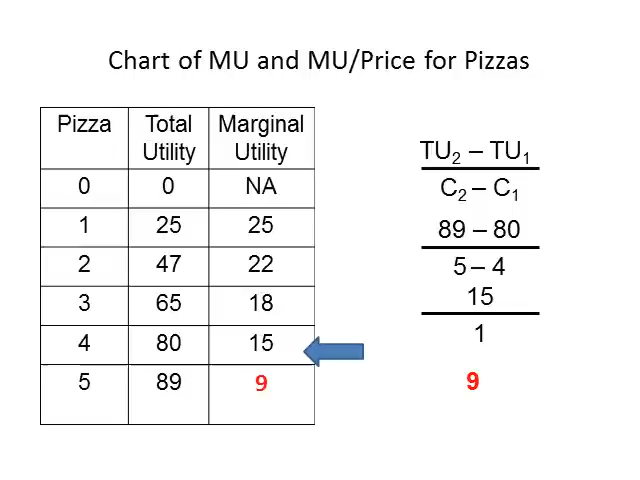 Chart of MU and MU/Price for Pizzas
Pizza Total Utility Marginal Utility
0 0 NA
1 25 25
2 47 22
3 65 18
4 80 15
5 89 9
TU₂ – TU₁
C₂ – C₁
89 – 80
5 – 4
15
1
9